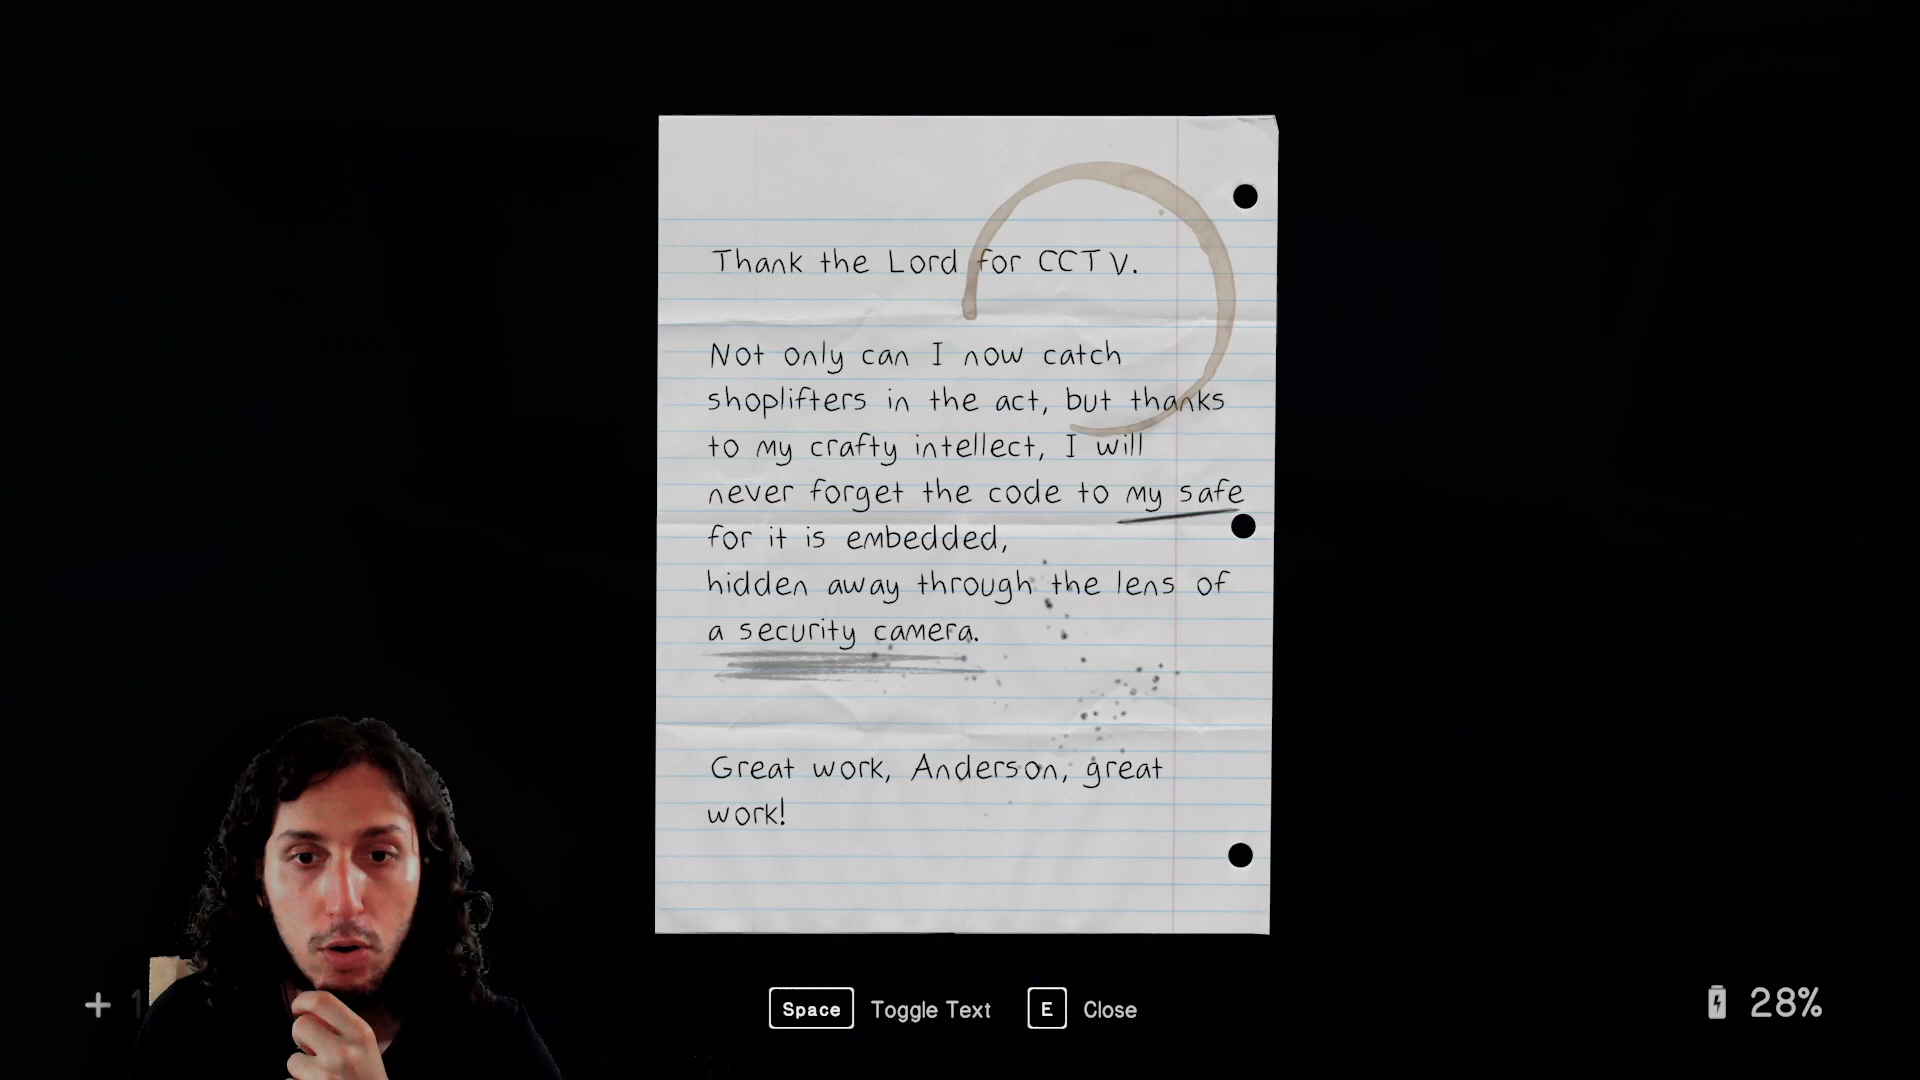 Thank the Lord for CCTV.
Not only can I now catch
shoplifters in the act, but thanks
to my crafty intellect, I will
never forget the code to my safe
for it is embedded,
hidden away through the lens of
a security camera.
Great work, Anderson, great
work!
Space Toggle Text E Close
28%